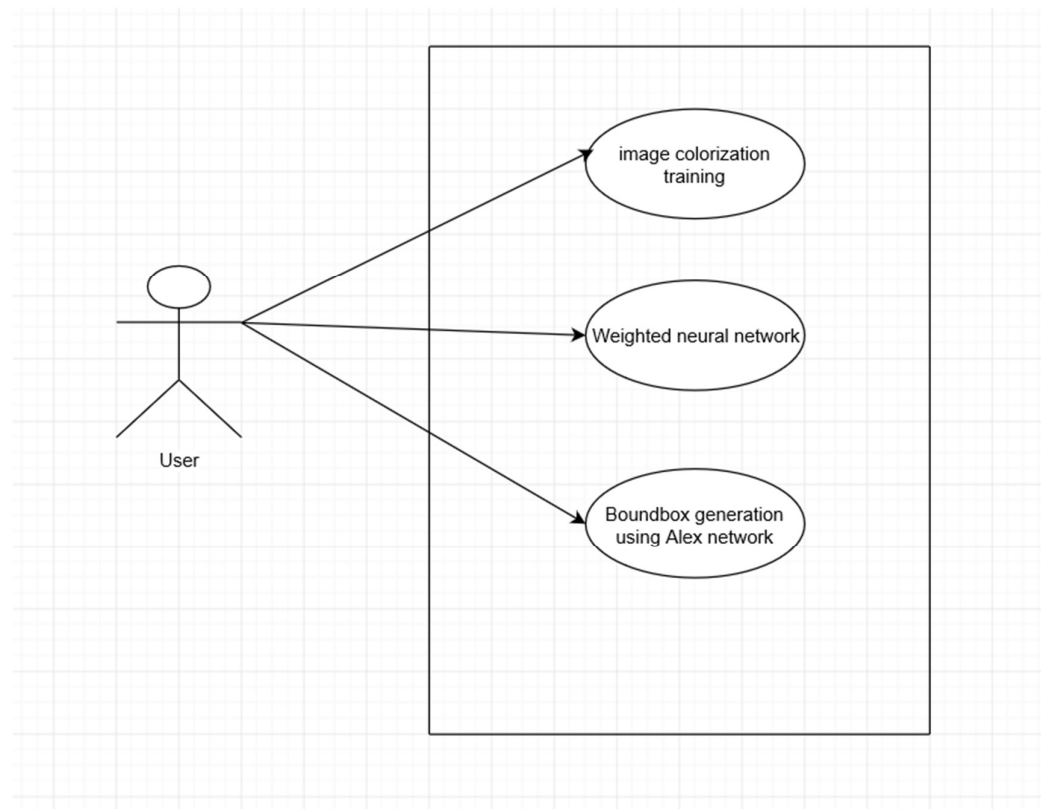 image colorization
training
Weighted neural network
User
Boundbox generation
using Alex network